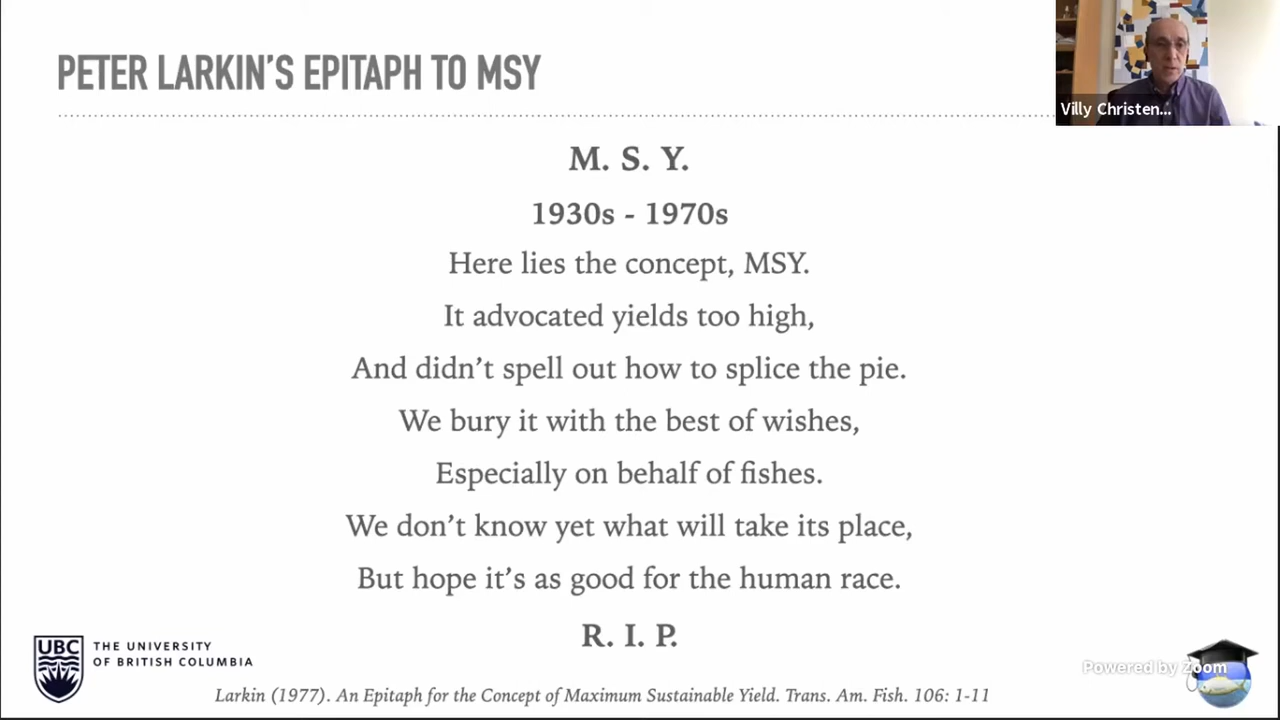 PETER LARKIN'S EPITAPH TO MSY
Villy Christen...
M. S. Y.
1930s - 1970s
Here lies the concept, MSY.
It advocated yields too high,
And didn't spell out how to splice the pie.
We bury it with the best of wishes,
Especially on behalf of fishes.
We don't know yet what will take its place,
But hope it's as good for the human race.
R. I. P.
UBC
THE UNIVERSITY
OF BRITISH COLUMBIA
Powered by Zoom
Larkin (1977). An Epitaph for the Concept of Maximum Sustainable Yield. Trans. Am. Fish. 106: 1-11